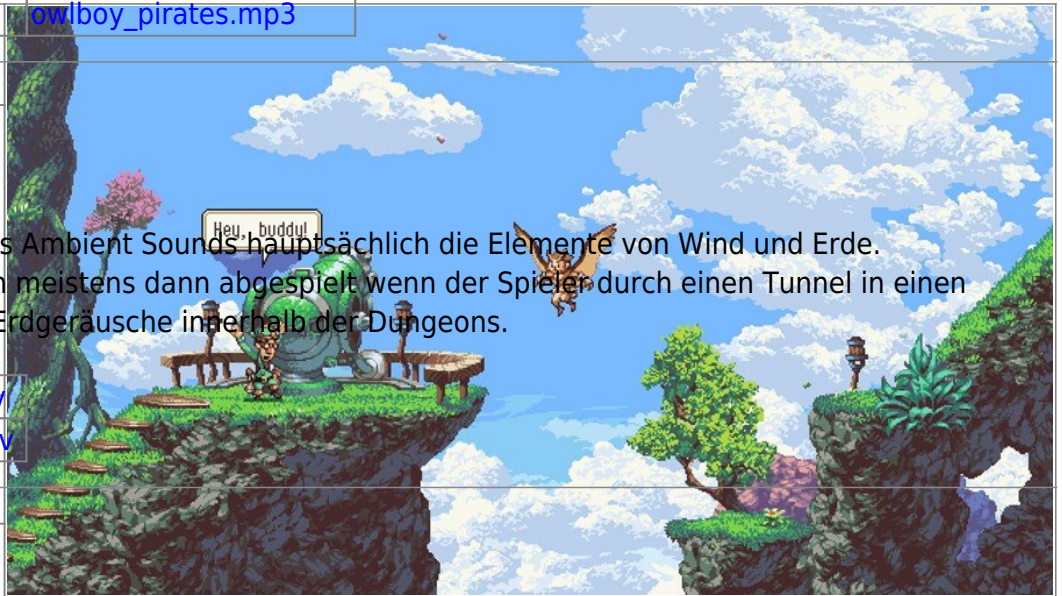 owlboy_pirates.mp3
Hey, buddy!
s Ambient Sounds hauptsächlich die Elemente von Wind und Erde.
n meistens dann abgespielt wenn der Spieler durch einen Tunnel in einen
Erdgeräusche innerhalb der Dungeons.
v